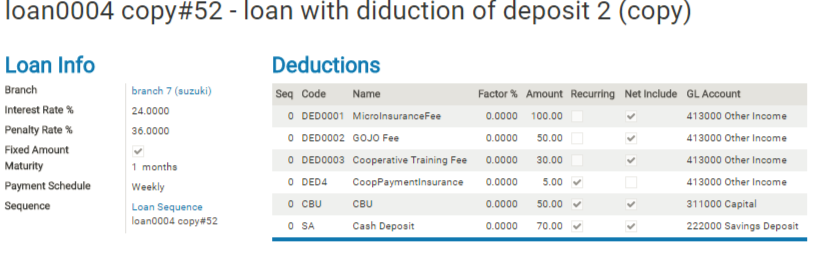 loan0004 copy#52 - loan with diduction of deposit 2 (copy)
Loan Info
Branch branch 7 (suzuki)
Interest Rate % 24.0000
Penalty Rate % 36.0000
Fixed Amount
Maturity 1 months
Payment Schedule Weekly
Sequence Loan Sequence
loan0004 copy#52
Deductions
Seq Code Name Factor % Amount Recurring Net Include GL Account
0 DED0001 MicroInsuranceFee 0.0000 100.00 413000 Other Income
0 DED0002 GOJO Fee 0.0000 50.00 413000 Other Income
0 DED0003 Cooperative Training Fee 0.0000 30.00 413000 Other Income
0 DED4 CoopPaymentInsurance 0.0000 5.00 413000 Other Income
0 CBU CBU 0.0000 50.00 311000 Capital
0 SA Cash Deposit 0.0000 70.00 222000 Savings Deposit